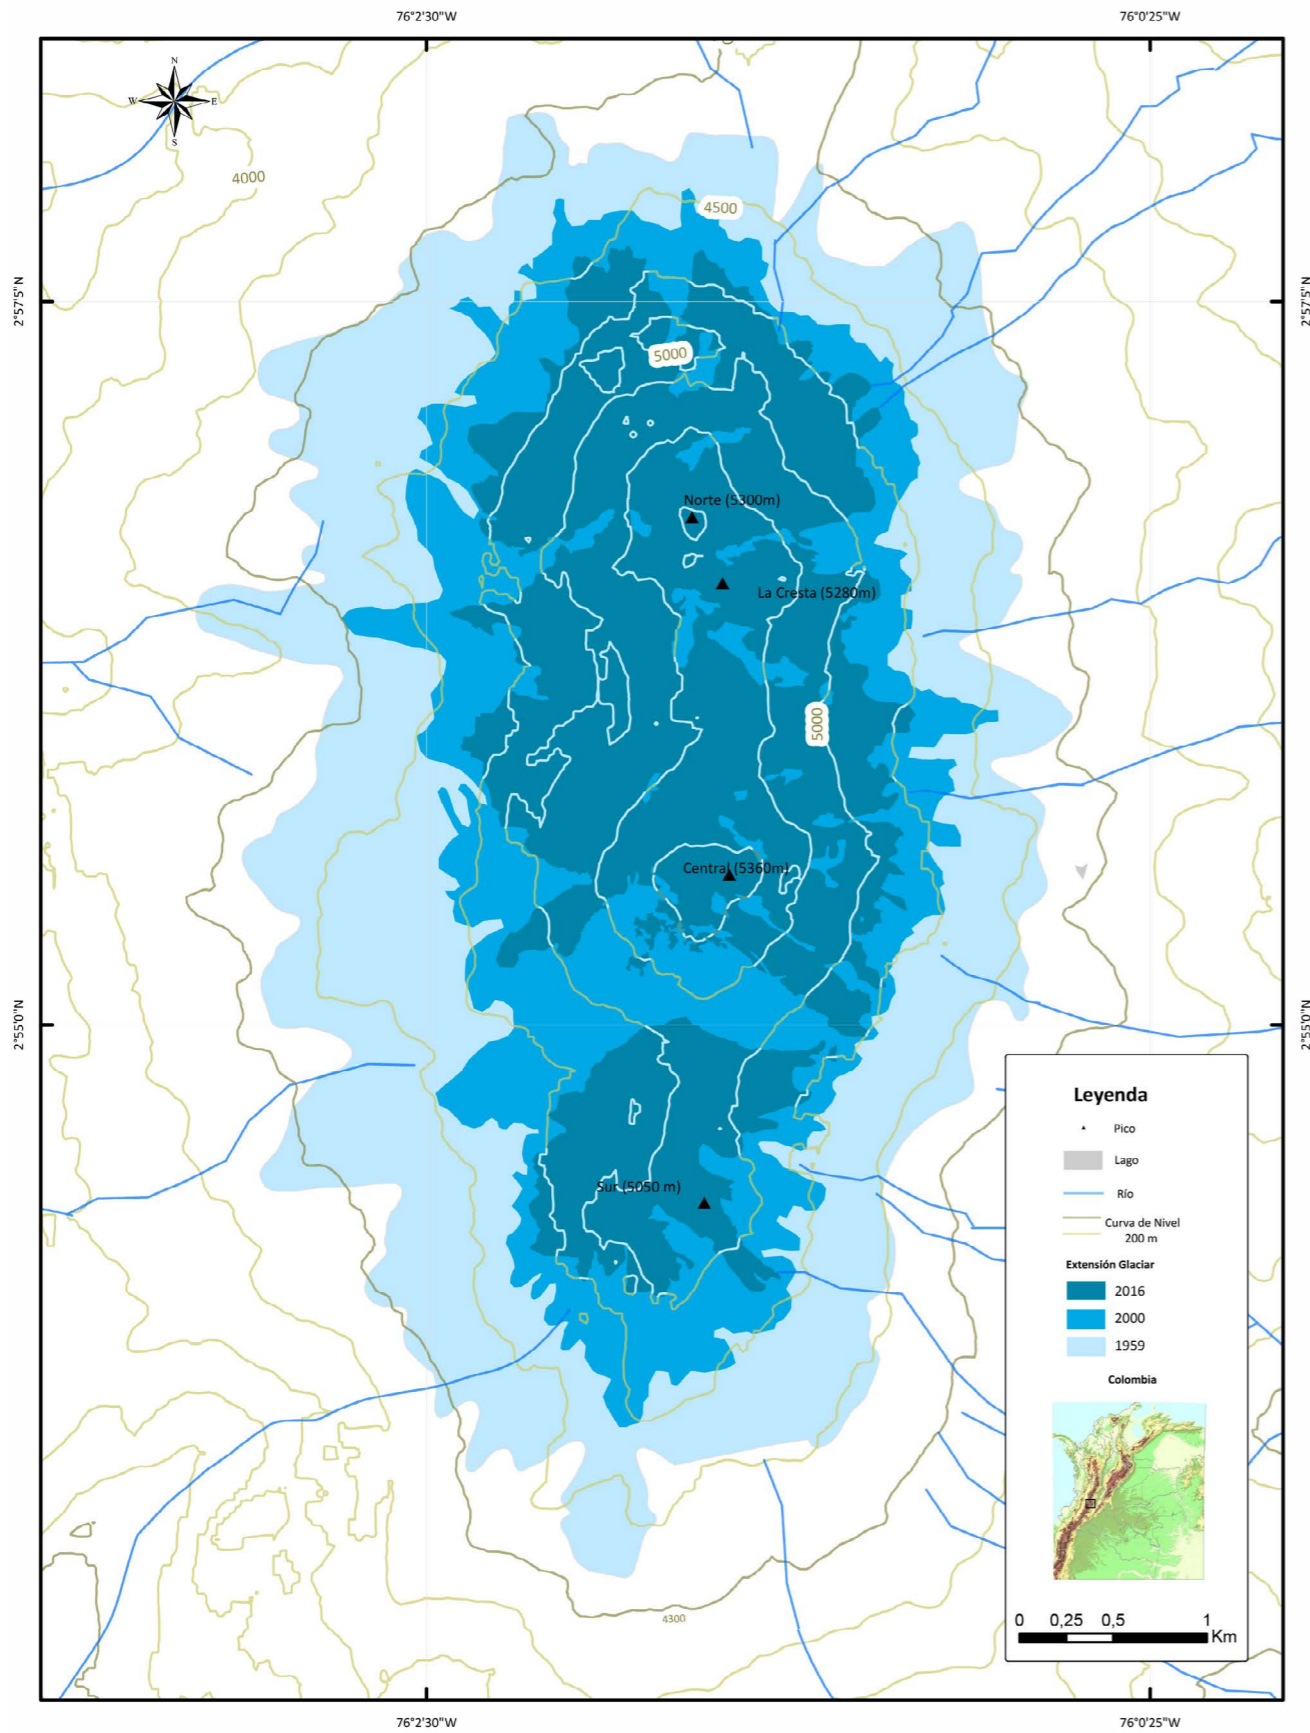 76°2'30"W
76°0'25"W
N
W
E
S
4000
4500
2°57'5"N
2°57'5"N
5000
Norte (5300m)
La Cresta (5280m)
5000
Central (5360m)
2°55'0"N
2°55'0"N
Sur (5050 m)
4300
Leyenda
Pico
Lago
Río
Curva de Nivel
200 m
Extensión Glaciar
2016
2000
1959
Colombia
0 0,25 0,5 1
Km
76°2'30"W
76°0'25"W